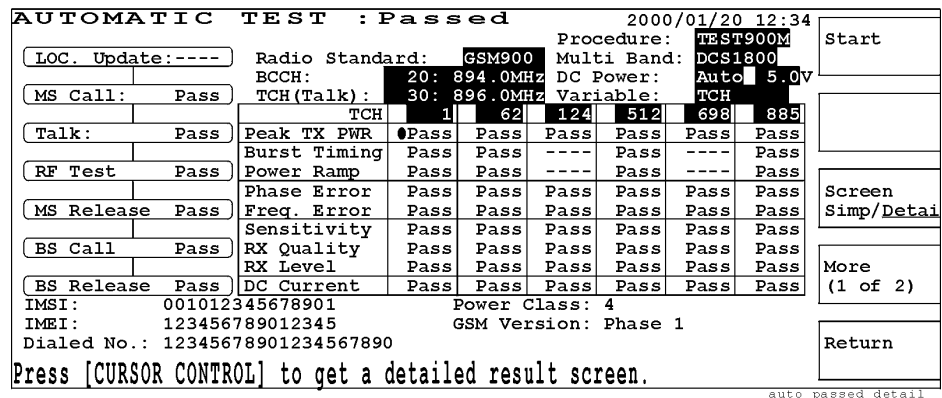 AUTOMATIC TEST :Passed 2000/01/20 12:34
Procedure: TEST900M
LOC. Update:---- Radio Standard: GSM900 Multi Band: DCS1800
BCCH: 20: 894.0MHz DC Power: Auto 5.0V
MS Call: Pass TCH(Talk): 30: 896.0MHz Variable: TCH
TCH 1 62 124 512 698 885
Talk: Pass Peak TX PWR Pass Pass Pass Pass Pass Pass
Burst Timing Pass Pass ---- Pass ---- Pass
RF Test Pass Power Ramp Pass Pass ---- Pass ---- Pass
Phase Error Pass Pass Pass Pass Pass Pass
MS Release Pass Freq. Error Pass Pass Pass Pass Pass Pass
Sensitivity Pass Pass Pass Pass Pass Pass
BS Call Pass RX Quality Pass Pass Pass Pass Pass Pass
RX Level Pass Pass Pass Pass Pass Pass
BS Release Pass DC Current Pass Pass Pass Pass Pass Pass
IMSI: 001012345678901 Power Class: 4
IMEI: 123456789012345 GSM Version: Phase 1
Dialed No.: 12345678901234567890
Press [CURSOR CONTROL] to get a detailed result screen.
Start
Screen
Simp/Detai
More
(1 of 2)
Return
auto passed detail